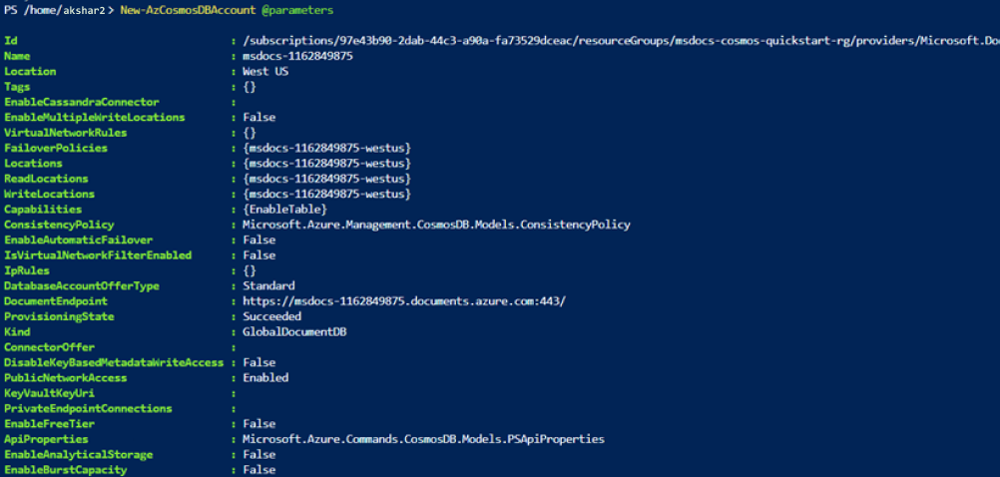 PS /home/akshar2> New-AzCosmosDBAccount @parameters
Id : /subscriptions/97e43b90-2dab-44c3-a90a-fa73529dceac/resourceGroups/msdocs-cosmos-quickstart-rg/providers/Microsoft.Do
Name : msdocs-1162849875
Location : West US
Tags : {}
EnableCassandraConnector :
EnableMultipleWriteLocations : False
VirtualNetworkRules : {}
FailoverPolicies : {msdocs-1162849875-westus}
Locations : {msdocs-1162849875-westus}
ReadLocations : {msdocs-1162849875-westus}
WriteLocations : {msdocs-1162849875-westus}
Capabilities : {EnableTable}
ConsistencyPolicy : Microsoft.Azure.Management.CosmosDB.Models.ConsistencyPolicy
EnableAutomaticFailover : False
IsVirtualNetworkFilterEnabled : False
IpRules : {}
DatabaseAccountOfferType : Standard
DocumentEndpoint : https://msdocs-1162849875.documents.azure.com:443/
ProvisioningState : Succeeded
Kind : GlobalDocumentDB
ConnectorOffer :
DisableKeyBasedMetadataWriteAccess : False
PublicNetworkAccess : Enabled
KeyVaultKeyUri :
PrivateEndpointConnections :
EnableFreeTier : False
ApiProperties : Microsoft.Azure.Commands.CosmosDB.Models.PSApiProperties
EnableAnalyticalStorage : False
EnableBurstCapacity : False